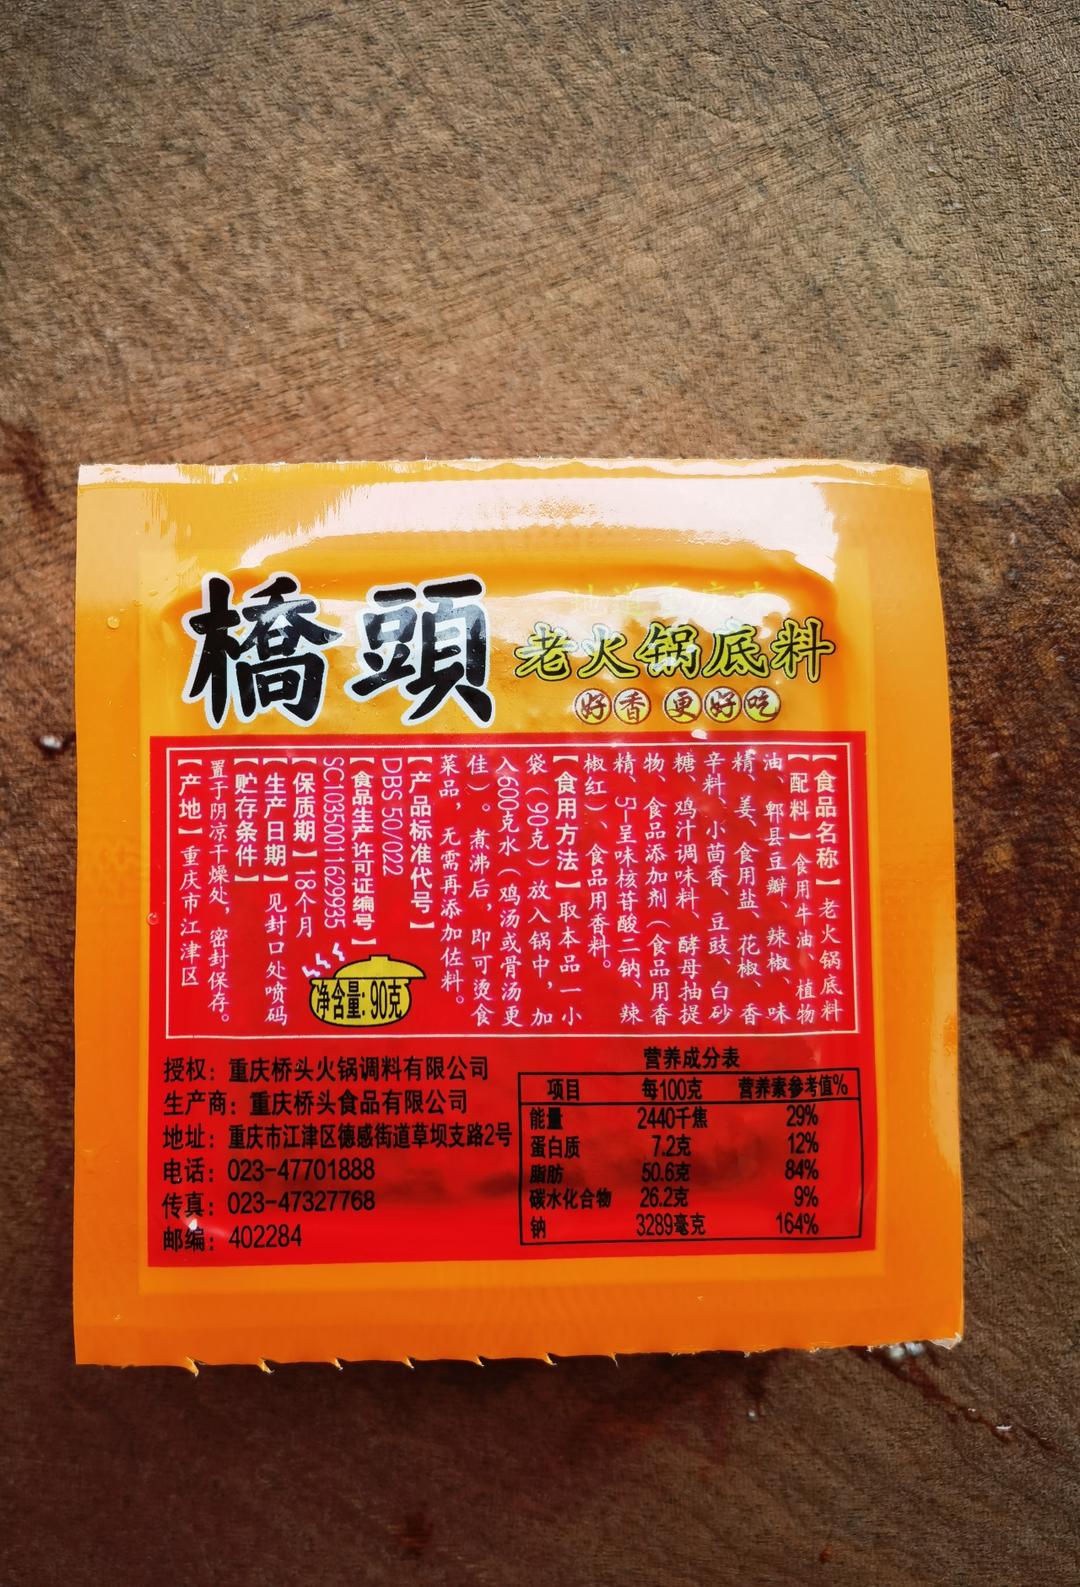 橋頭
老火锅底料
好香 更好吃
【食品名称】老火锅底料
【配料】食用牛油、植物
油、郫县豆瓣、辣椒、味
精、姜、食用盐、花椒、香
辛料、小茴香、豆豉、白砂
糖、鸡汁调味料、酵母抽提
物、食品添加剂（食品用香
精、5'-呈味核苷酸二钠、辣
椒红）、食品用香料。
【食用方法】取本品一小
袋（90克）放入锅中，加
入600克水（鸡汤或骨汤更
佳）。煮沸后，即可烫食
菜品，无需再添加佐料。
【产品标准代号】
DBS 50/022
【食品生产许可证编号】
SC10350011629935
【保质期】18个月
【生产日期】见封口处喷码
【贮存条件】
置于阴凉干燥处，密封保存。
【产地】重庆市江津区
净含量: 90克
授权：重庆桥头火锅调料有限公司
生产商：重庆桥头食品有限公司
地址：重庆市江津区德感街道草坝支路2号
电话：023-47701888
传真：023-47327768
邮编：402284
营养成分表
项目 每100克 营养素参考值%
能量 2440千焦 29%
蛋白质 7.2克 12%
脂肪 50.6克 84%
碳水化合物 26.2克 9%
钠 3289毫克 164%